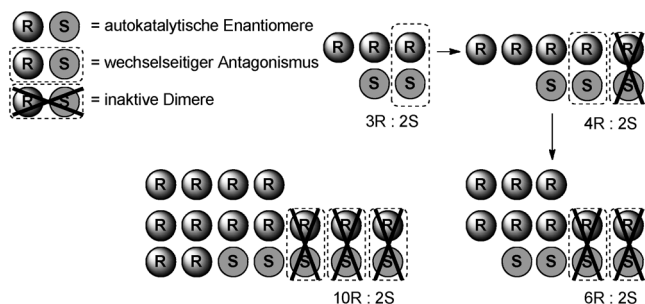 R S = autokatalytische Enantiomere
R S = wechselseitiger Antagonismus
R S = inaktive Dimere
R R R
S S
3R : 2S
R R R R R
S S S
4R : 2S
R R R
R R R R R
S S S S
6R : 2S
R R R R
R R R R R R R
R R S S S S S
10R : 2S